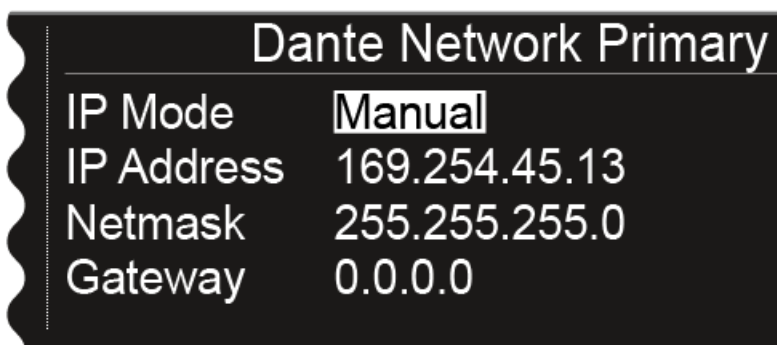 Dante Network Primary
IP Mode Manual
IP Address 169.254.45.13
Netmask 255.255.255.0
Gateway 0.0.0.0